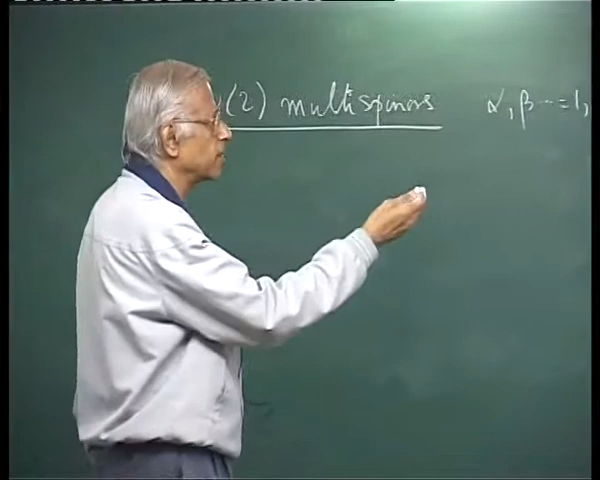 (2) multispinors α, β ··· = 1,